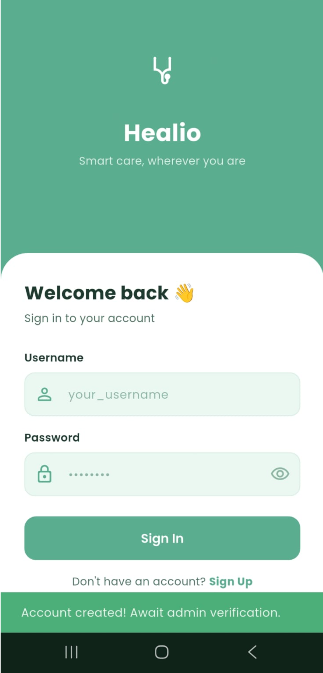 Healio
Smart care, wherever you are
Welcome back 👋
Sign in to your account
Username
your_username
Password
••••••••
Sign In
Don't have an account? Sign Up
Account created! Await admin verification.